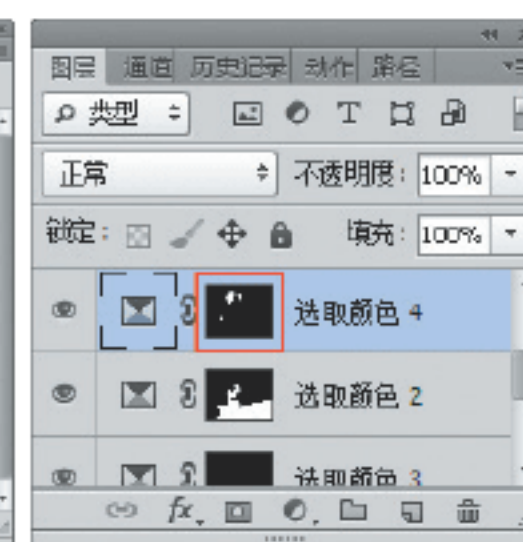 图层 通道 历史记录 动作 路径
类型 T
正常 不透明度: 100%
锁定: 填充: 100%
选取颜色 4
选取颜色 2
选取颜色 3
fx